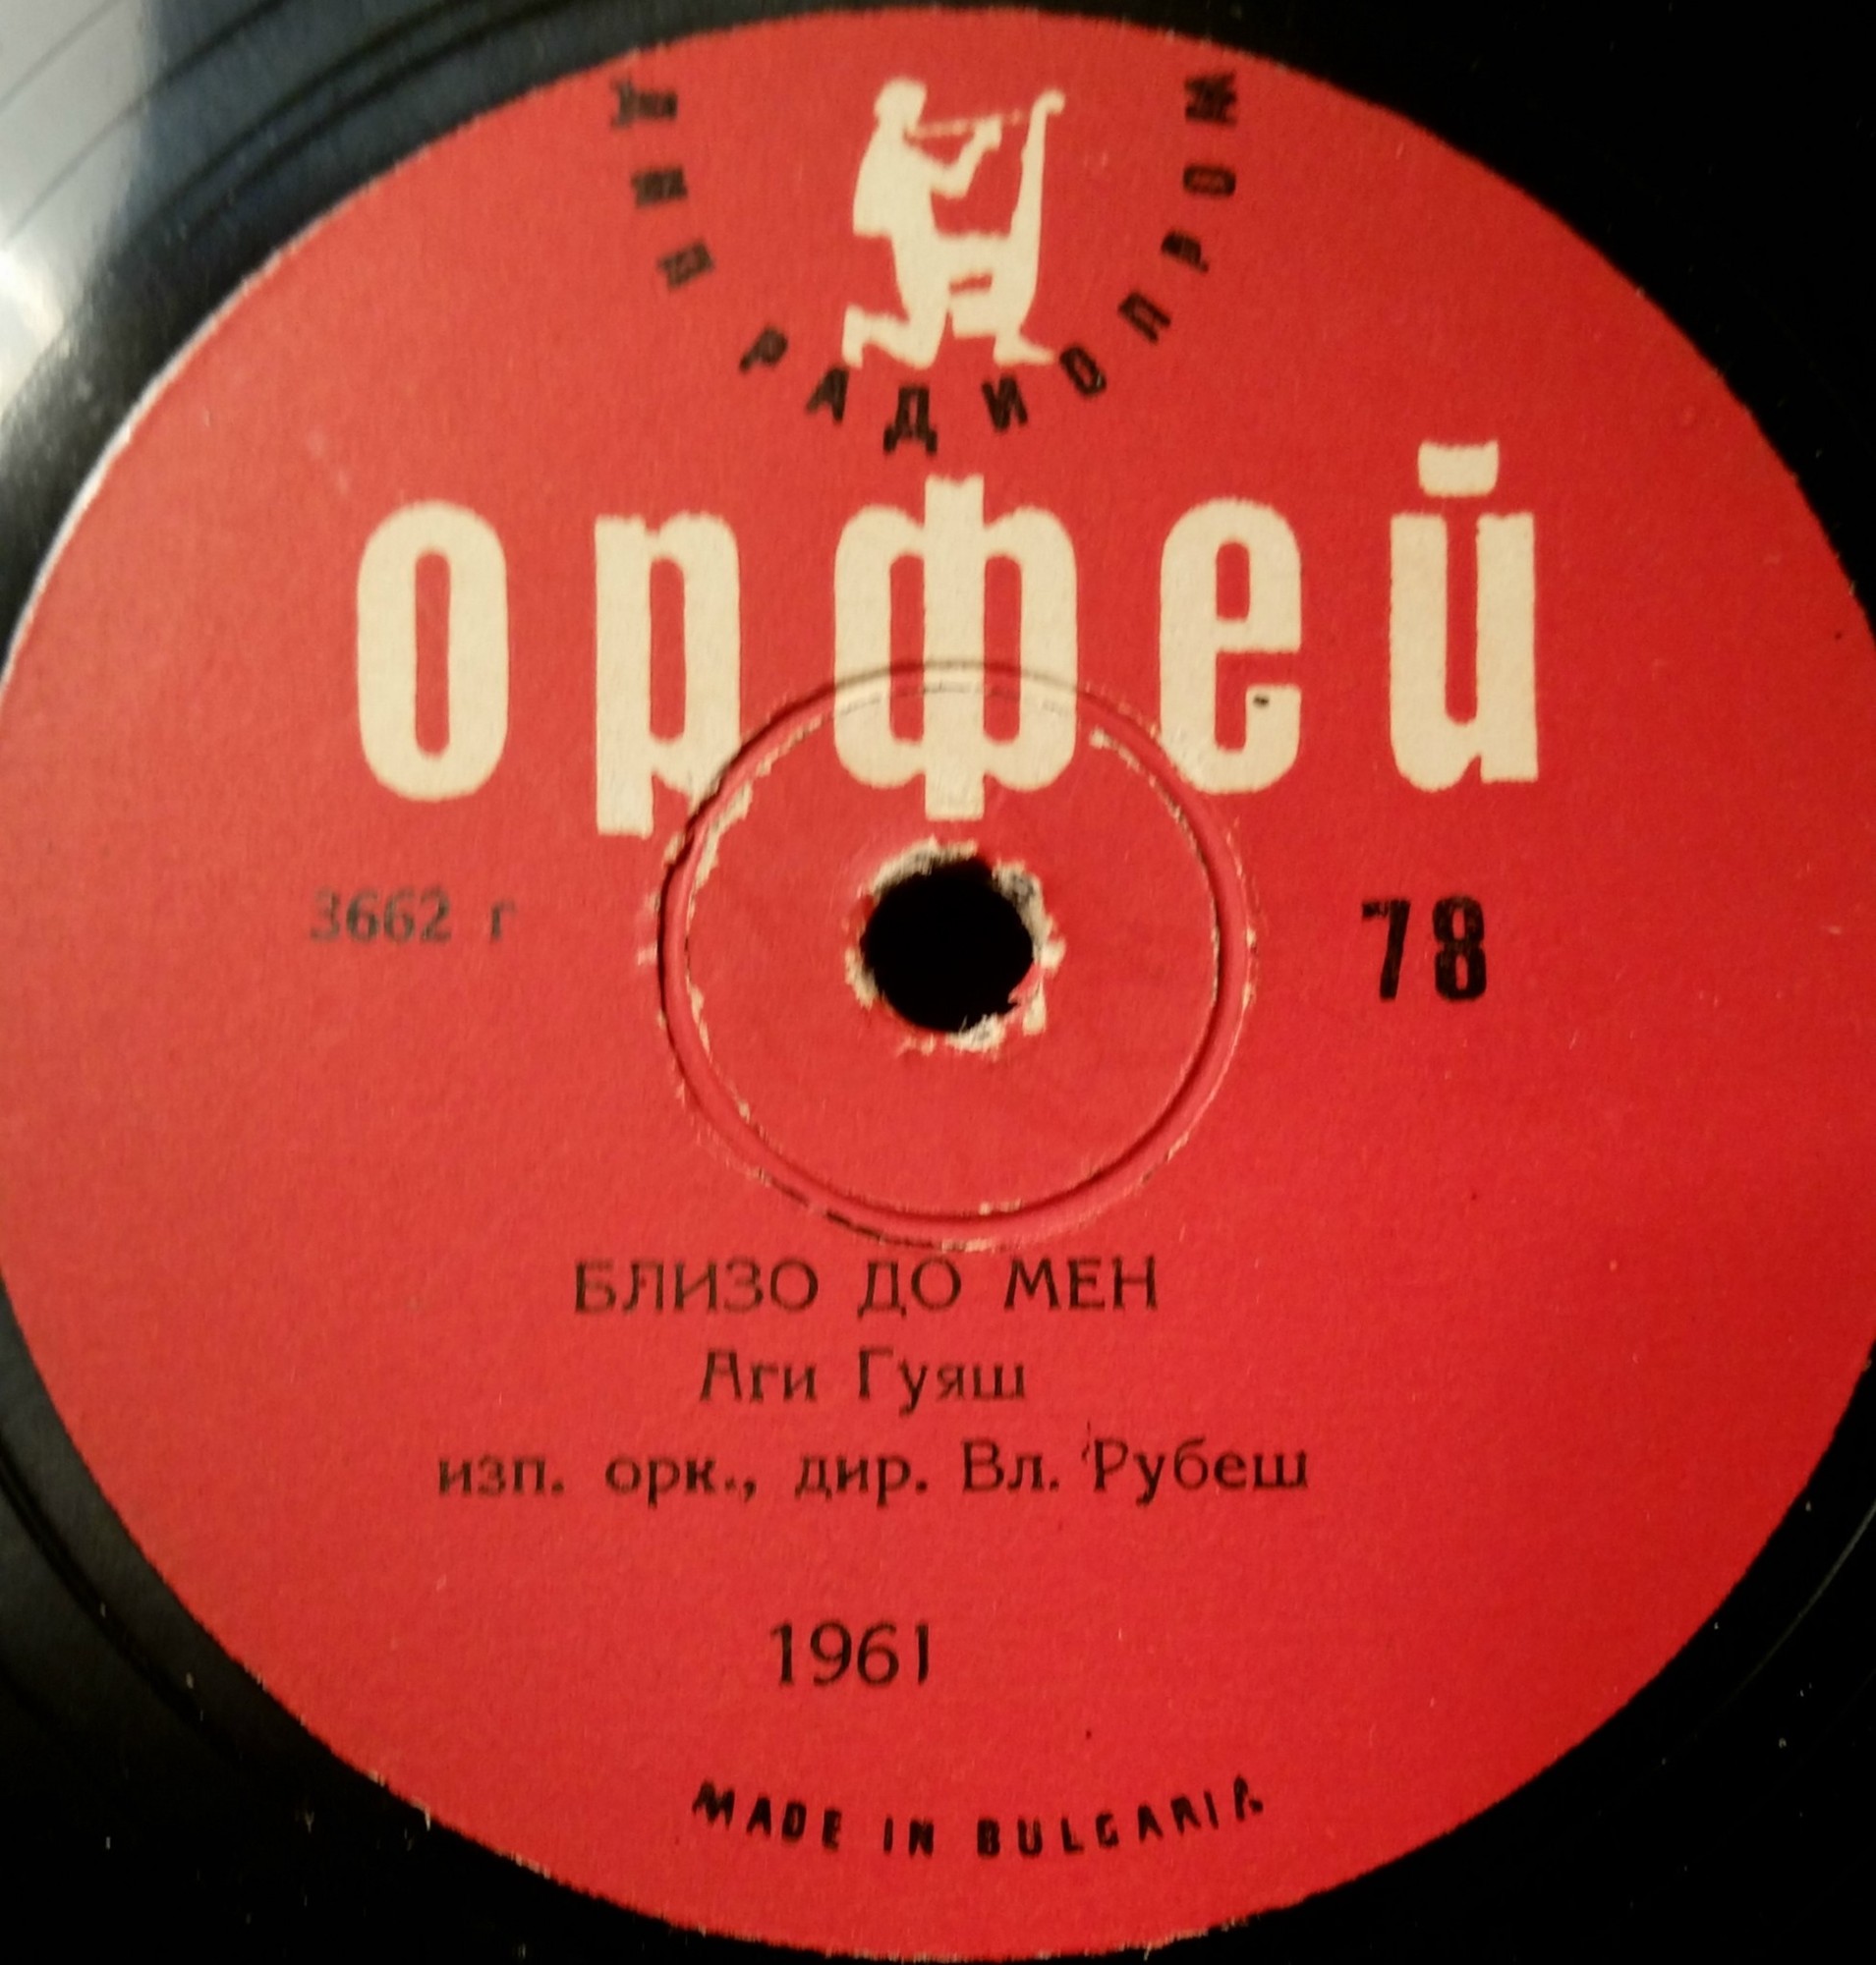 РАДИОПРОМ
орфей
3662 г
78
БЛИЗО ДО МЕН
Аги Гуяш
изп. орк., дир. Вл. Рубеш
1961
MADE IN BULGARIA